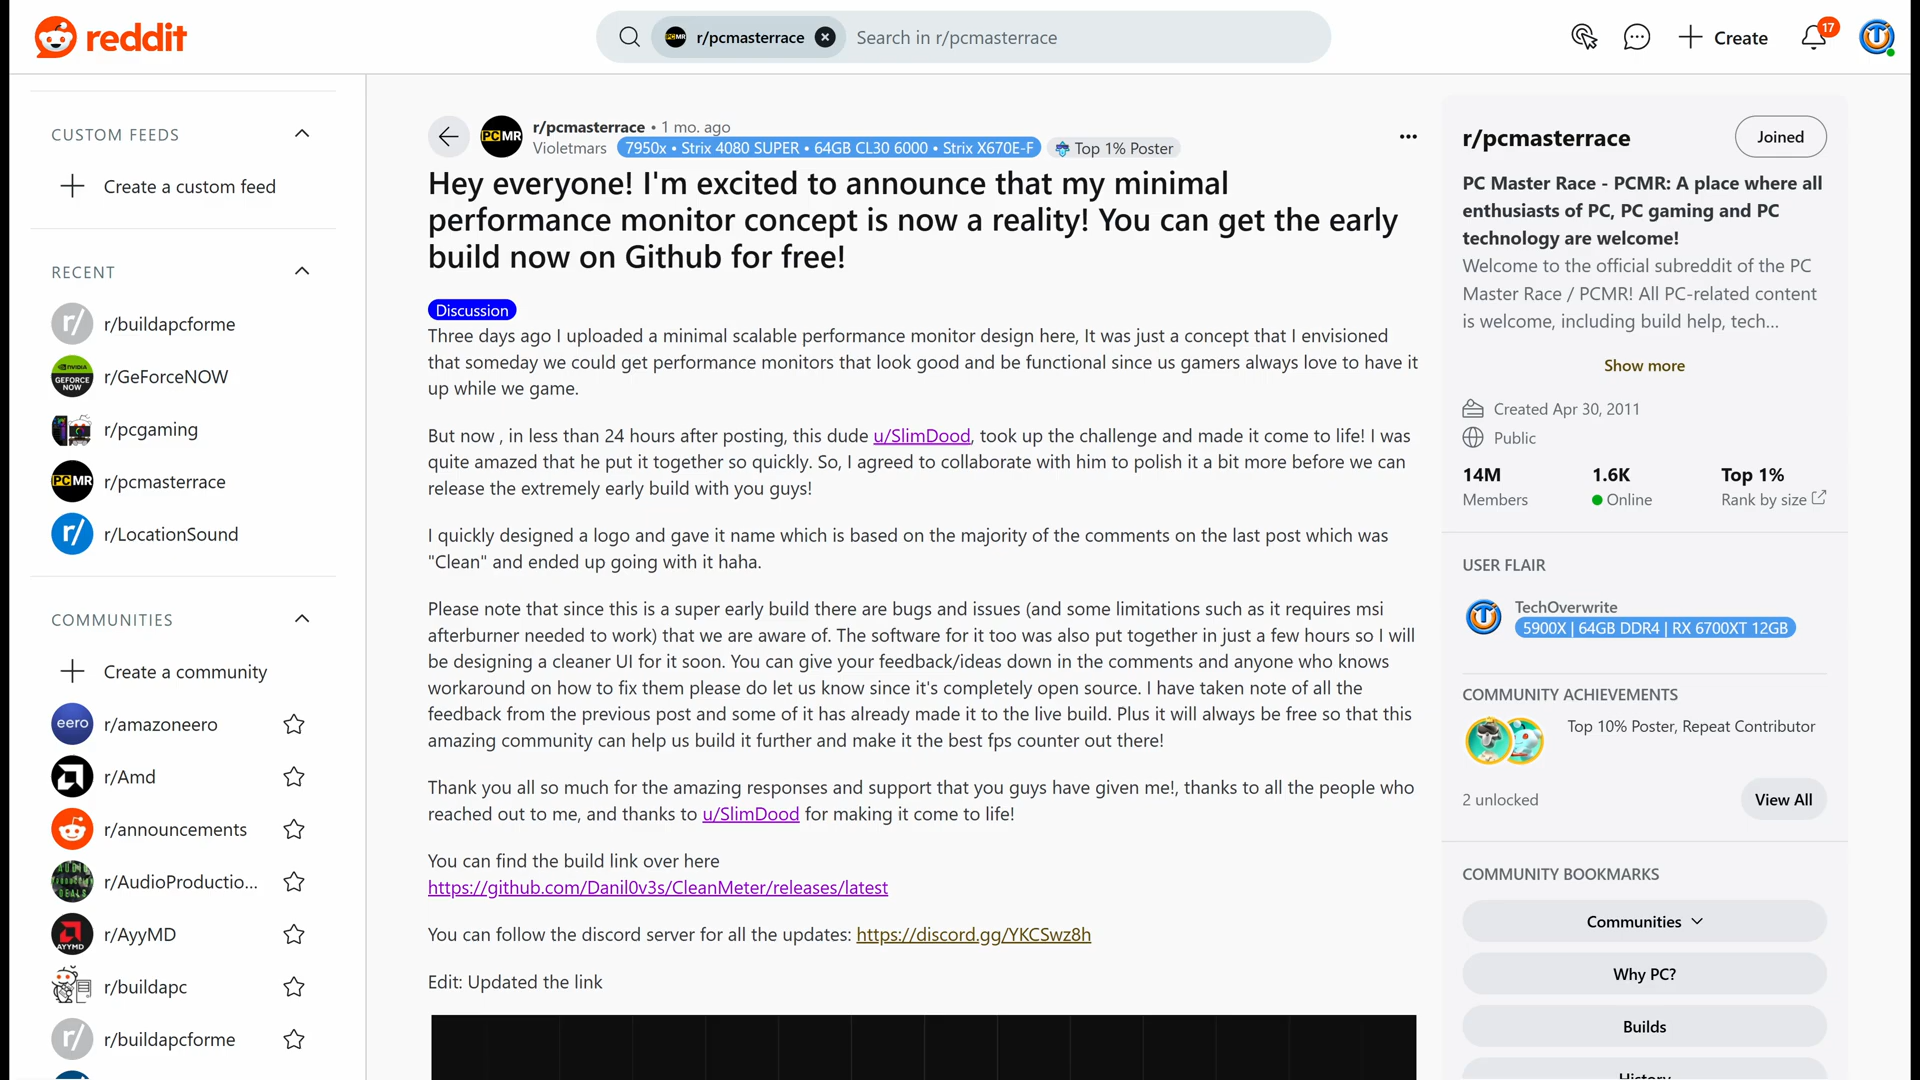 reddit
PCMR
r/pcmasterrace
Search in r/pcmasterrace
Create
17
CUSTOM FEEDS
Create a custom feed
RECENT
r/buildapcforme
r/GeForceNOW
r/pcgaming
r/pcmasterrace
r/LocationSound
COMMUNITIES
Create a community
r/amazoneero
r/Amd
r/announcements
r/AudioProductio...
r/AyyMD
r/buildapc
r/buildapcforme
PCMR
r/pcmasterrace • 1 mo. ago
Violetmars 7950x • Strix 4080 SUPER • 64GB CL30 6000 • Strix X670E-F Top 1% Poster
Hey everyone! I'm excited to announce that my minimal
performance monitor concept is now a reality! You can get the early
build now on Github for free!
Discussion
Three days ago I uploaded a minimal scalable performance monitor design here, It was just a concept that I envisioned
that someday we could get performance monitors that look good and be functional since us gamers always love to have it
up while we game.
But now , in less than 24 hours after posting, this dude u/SlimDood, took up the challenge and made it come to life! I was
quite amazed that he put it together so quickly. So, I agreed to collaborate with him to polish it a bit more before we can
release the extremely early build with you guys!
I quickly designed a logo and gave it name which is based on the majority of the comments on the last post which was
"Clean" and ended up going with it haha.
Please note that since this is a super early build there are bugs and issues (and some limitations such as it requires msi
afterburner needed to work) that we are aware of. The software for it too was also put together in just a few hours so I will
be designing a cleaner UI for it soon. You can give your feedback/ideas down in the comments and anyone who knows
workaround on how to fix them please do let us know since it's completely open source. I have taken note of all the
feedback from the previous post and some of it has already made it to the live build. Plus it will always be free so that this
amazing community can help us build it further and make it the best fps counter out there!
Thank you all so much for the amazing responses and support that you guys have given me!, thanks to all the people who
reached out to me, and thanks to u/SlimDood for making it come to life!
You can find the build link over here
https://github.com/Danil0v3s/CleanMeter/releases/latest
You can follow the discord server for all the updates: https://discord.gg/YKCSwz8h
Edit: Updated the link
r/pcmasterrace
Joined
PC Master Race - PCMR: A place where all
enthusiasts of PC, PC gaming and PC
technology are welcome!
Welcome to the official subreddit of the PC
Master Race / PCMR! All PC-related content
is welcome, including build help, tech...
Show more
Created Apr 30, 2011
Public
14M 1.6K Top 1%
Members Online Rank by size
USER FLAIR
TechOverwrite
5900X | 64GB DDR4 | RX 6700XT 12GB
COMMUNITY ACHIEVEMENTS
Top 10% Poster, Repeat Contributor
2 unlocked
View All
COMMUNITY BOOKMARKS
Communities
Why PC?
Builds
History